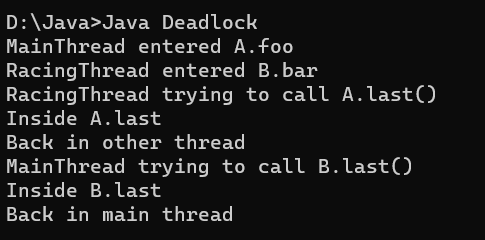 D:\Java>Java Deadlock
MainThread entered A.foo
RacingThread entered B.bar
RacingThread trying to call A.last()
Inside A.last
Back in other thread
MainThread trying to call B.last()
Inside B.last
Back in main thread